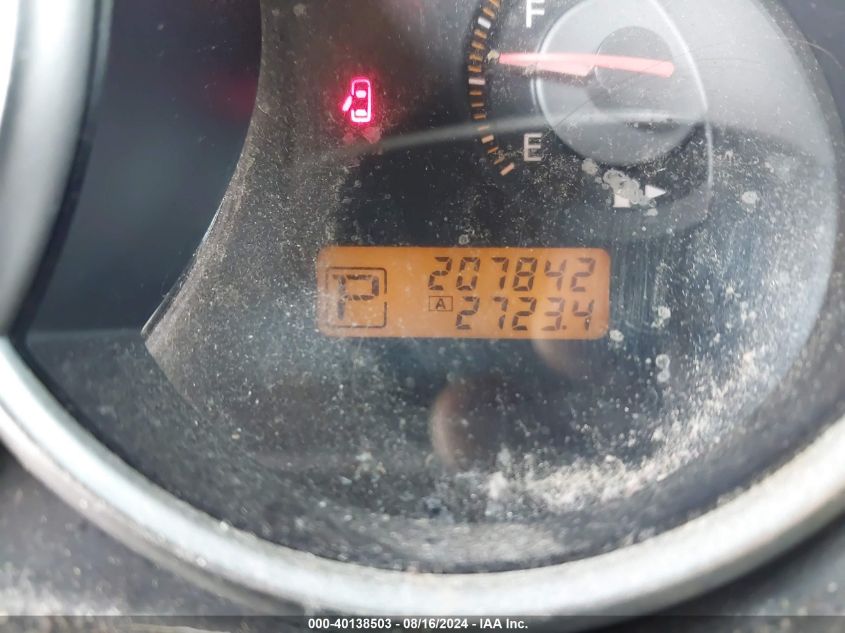 F
E
P
207842
A 2723.4
000-40138503 - 08/16/2024 - IAA Inc.